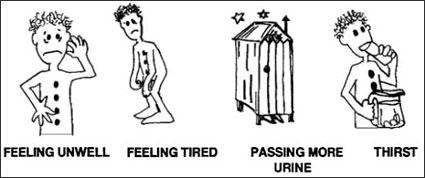 FEELING UNWELL FEELING TIRED PASSING MORE THIRST
URINE